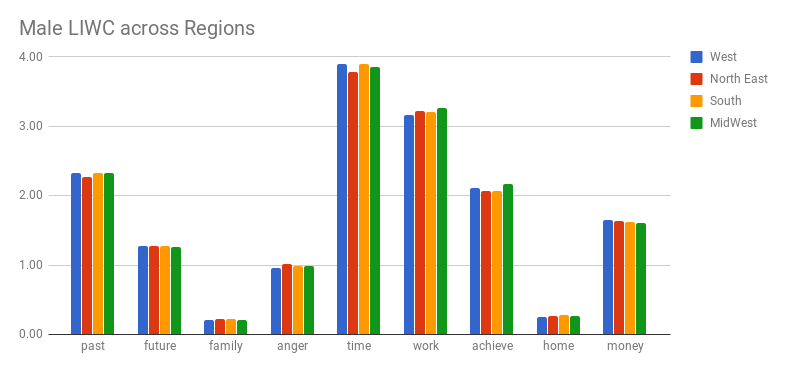 Male LIWC across Regions
4.00
3.00
2.00
1.00
0.00
past future family anger time work achieve home money
West
North East
South
MidWest